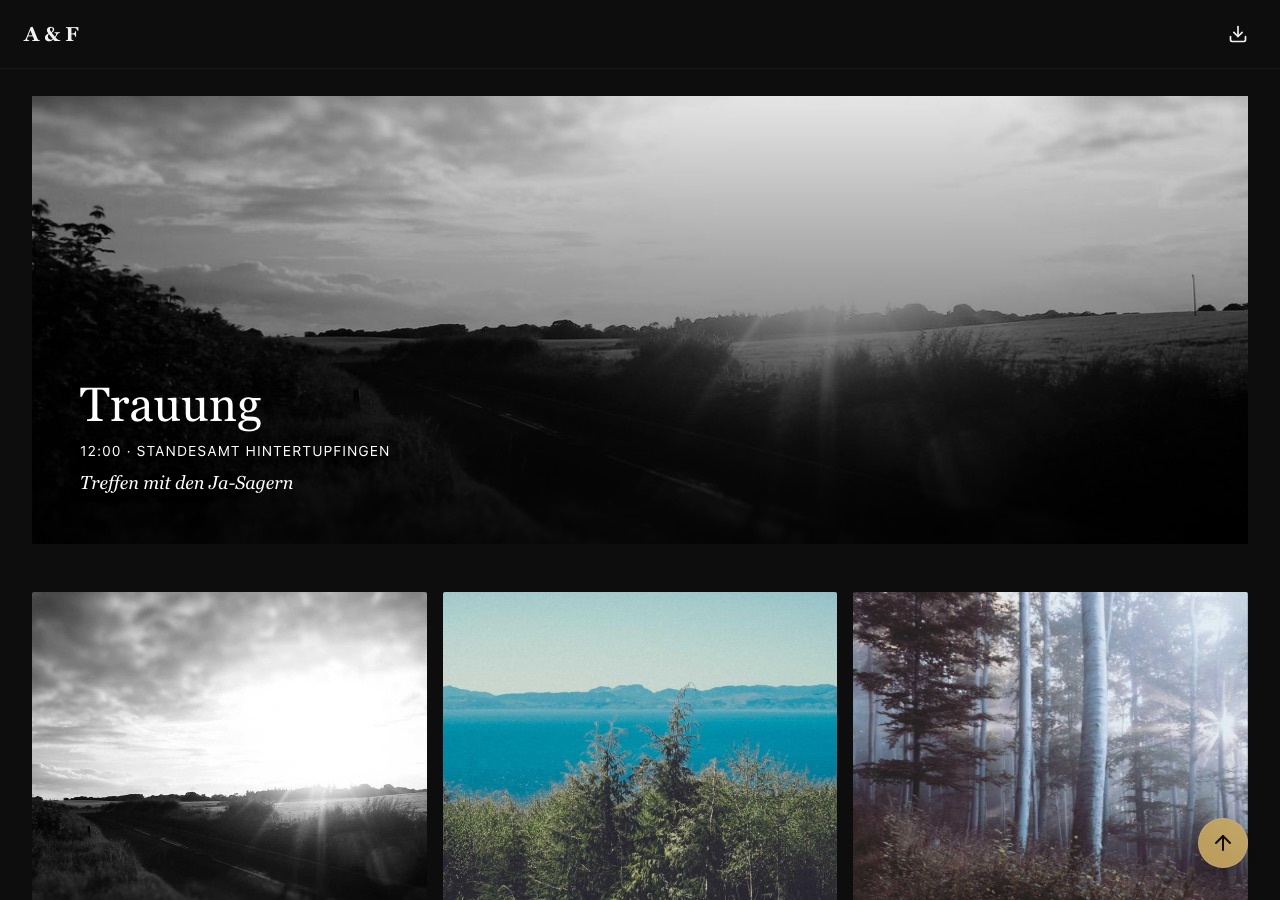 A & F
Trauung
12:00 · STANDESAMT HINTERTUPFINGEN
Treffen mit den Ja-Sagern